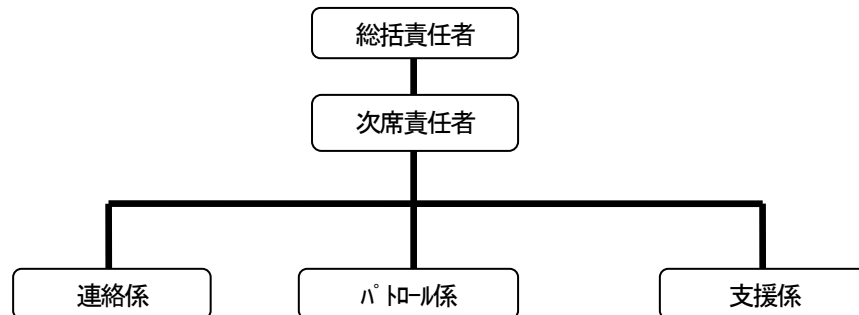 総括責任者
次席責任者
連絡係
ﾊﾟﾄﾛｰﾙ係
支援係